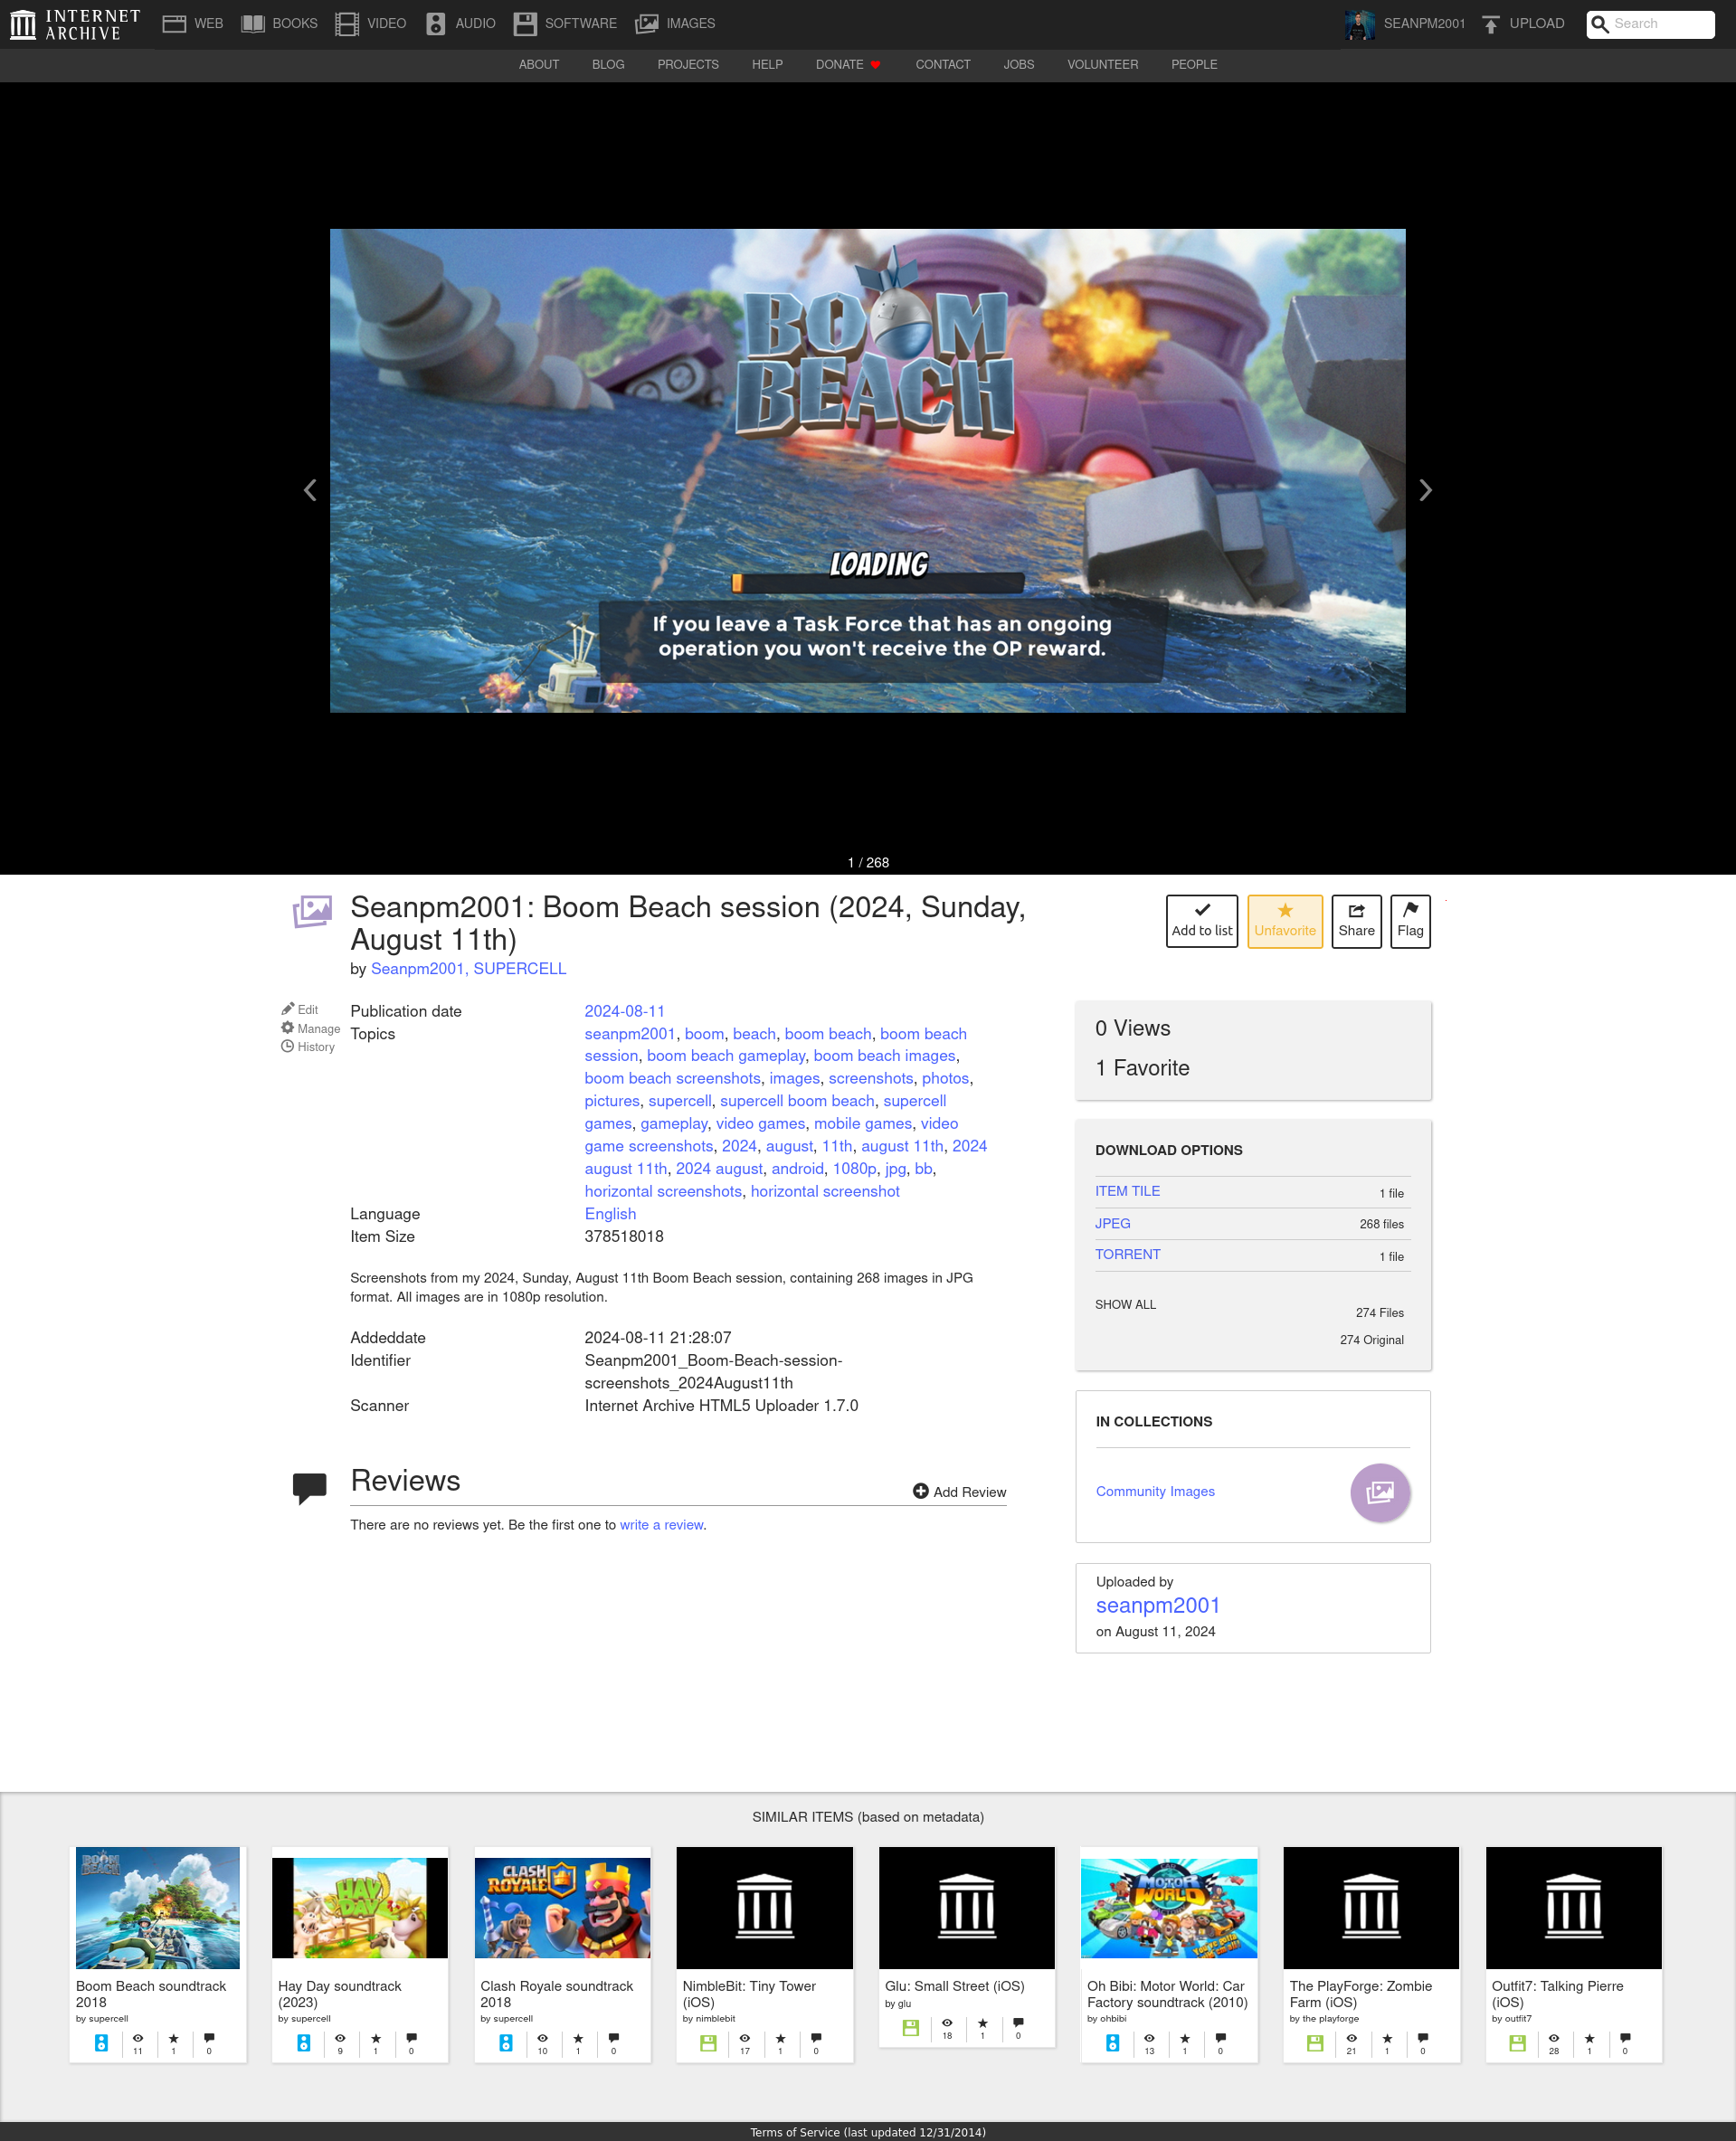 INTERNET ARCHIVE
WEB
BOOKS
VIDEO
AUDIO
SOFTWARE
IMAGES
SEANPM2001
UPLOAD
Search
ABOUT
BLOG
PROJECTS
HELP
DONATE
CONTACT
JOBS
VOLUNTEER
PEOPLE
BOOM
BEACH
LOADING
If you leave a Task Force that has an ongoing
operation you won't receive the OP reward.
1 / 268
Seanpm2001: Boom Beach session (2024, Sunday,
August 11th)
by Seanpm2001, SUPERCELL
Add to list
Unfavorite
Share
Flag
Edit
Manage
History
Publication date 2024-08-11
Topics seanpm2001, boom, beach, boom beach, boom beach
session, boom beach gameplay, boom beach images,
boom beach screenshots, images, screenshots, photos,
pictures, supercell, supercell boom beach, supercell
games, gameplay, video games, mobile games, video
game screenshots, 2024, august, 11th, august 11th, 2024
august 11th, 2024 august, android, 1080p, jpg, bb,
horizontal screenshots, horizontal screenshot
Language English
Item Size 378518018
Screenshots from my 2024, Sunday, August 11th Boom Beach session, containing 268 images in JPG
format. All images are in 1080p resolution.
Addeddate 2024-08-11 21:28:07
Identifier Seanpm2001_Boom-Beach-session-
screenshots_2024August11th
Scanner Internet Archive HTML5 Uploader 1.7.0
Reviews
Add Review
There are no reviews yet. Be the first one to write a review.
0 Views
1 Favorite
DOWNLOAD OPTIONS
ITEM TILE 1 file
JPEG 268 files
TORRENT 1 file
SHOW ALL
274 Files
274 Original
IN COLLECTIONS
Community Images
Uploaded by
seanpm2001
on August 11, 2024
SIMILAR ITEMS (based on metadata)
BOOM
BEACH
Boom Beach soundtrack
2018
by supercell
11 1 0
HAY
DAY
Hay Day soundtrack
(2023)
by supercell
9 1 0
CLASH
ROYALE
Clash Royale soundtrack
2018
by supercell
10 1 0
NimbleBit: Tiny Tower
(iOS)
by nimblebit
17 1 0
Glu: Small Street (iOS)
by glu
18 1 0
CAR
MOTOR
WORLD
You've gotta
Oh Bibi: Motor World: Car
Factory soundtrack (2010)
by ohbibi
13 1 0
The PlayForge: Zombie
Farm (iOS)
by the playforge
21 1 0
Outfit7: Talking Pierre
(iOS)
by outfit7
28 1 0
Terms of Service (last updated 12/31/2014)